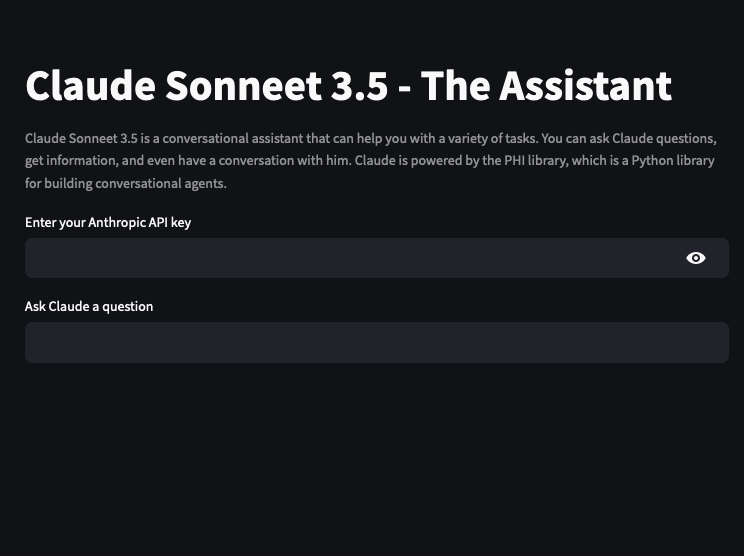 Claude Sonneet 3.5 - The Assistant
Claude Sonneet 3.5 is a conversational assistant that can help you with a variety of tasks. You can ask Claude questions,
get information, and even have a conversation with him. Claude is powered by the PHI library, which is a Python library
for building conversational agents.
Enter your Anthropic API key
Ask Claude a question